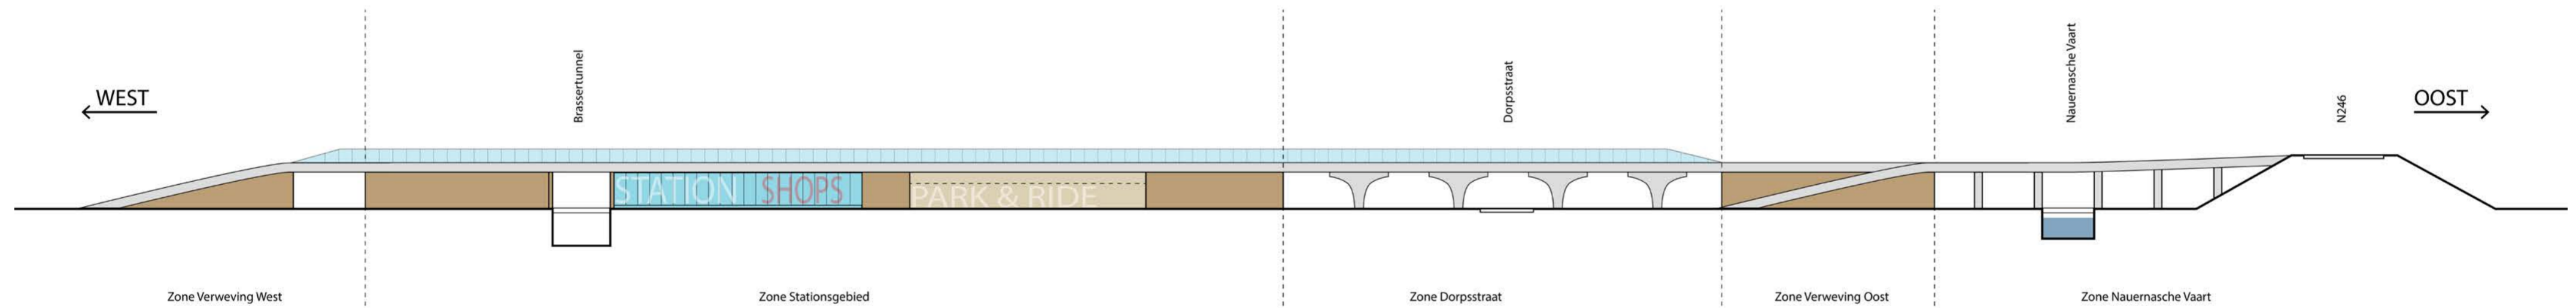 WEST
Brassertunnel
Dorpsstraat
Nauernasche Vaart
N246
OOST
STATION SHOPS
PARK & RIDE
Zone Verweving West
Zone Stationsgebied
Zone Dorpsstraat
Zone Verweving Oost
Zone Nauernasche Vaart